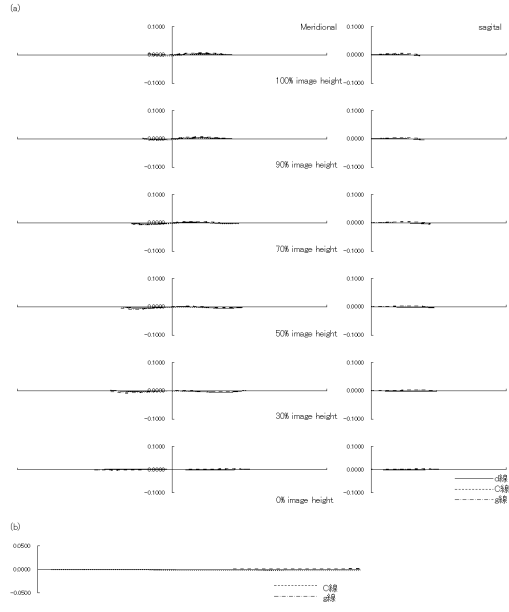 (a)
Meridional sagital
0.1000 0.1000
0.0000 0.0000
-0.1000 100% image height -0.1000
0.1000 0.1000
0.0000 0.0000
-0.1000 90% image height -0.1000
0.1000 0.1000
0.0000 0.0000
-0.1000 70% image height -0.1000
0.1000 0.1000
0.0000 0.0000
-0.1000 50% image height -0.1000
0.1000 0.1000
0.0000 0.0000
-0.1000 30% image height -0.1000
0.1000 0.1000
0.0000 0.0000
-0.1000 0% image height -0.1000
d線
C線
g線
(b)
0.0500
0.0000
-0.0500
C線
g線